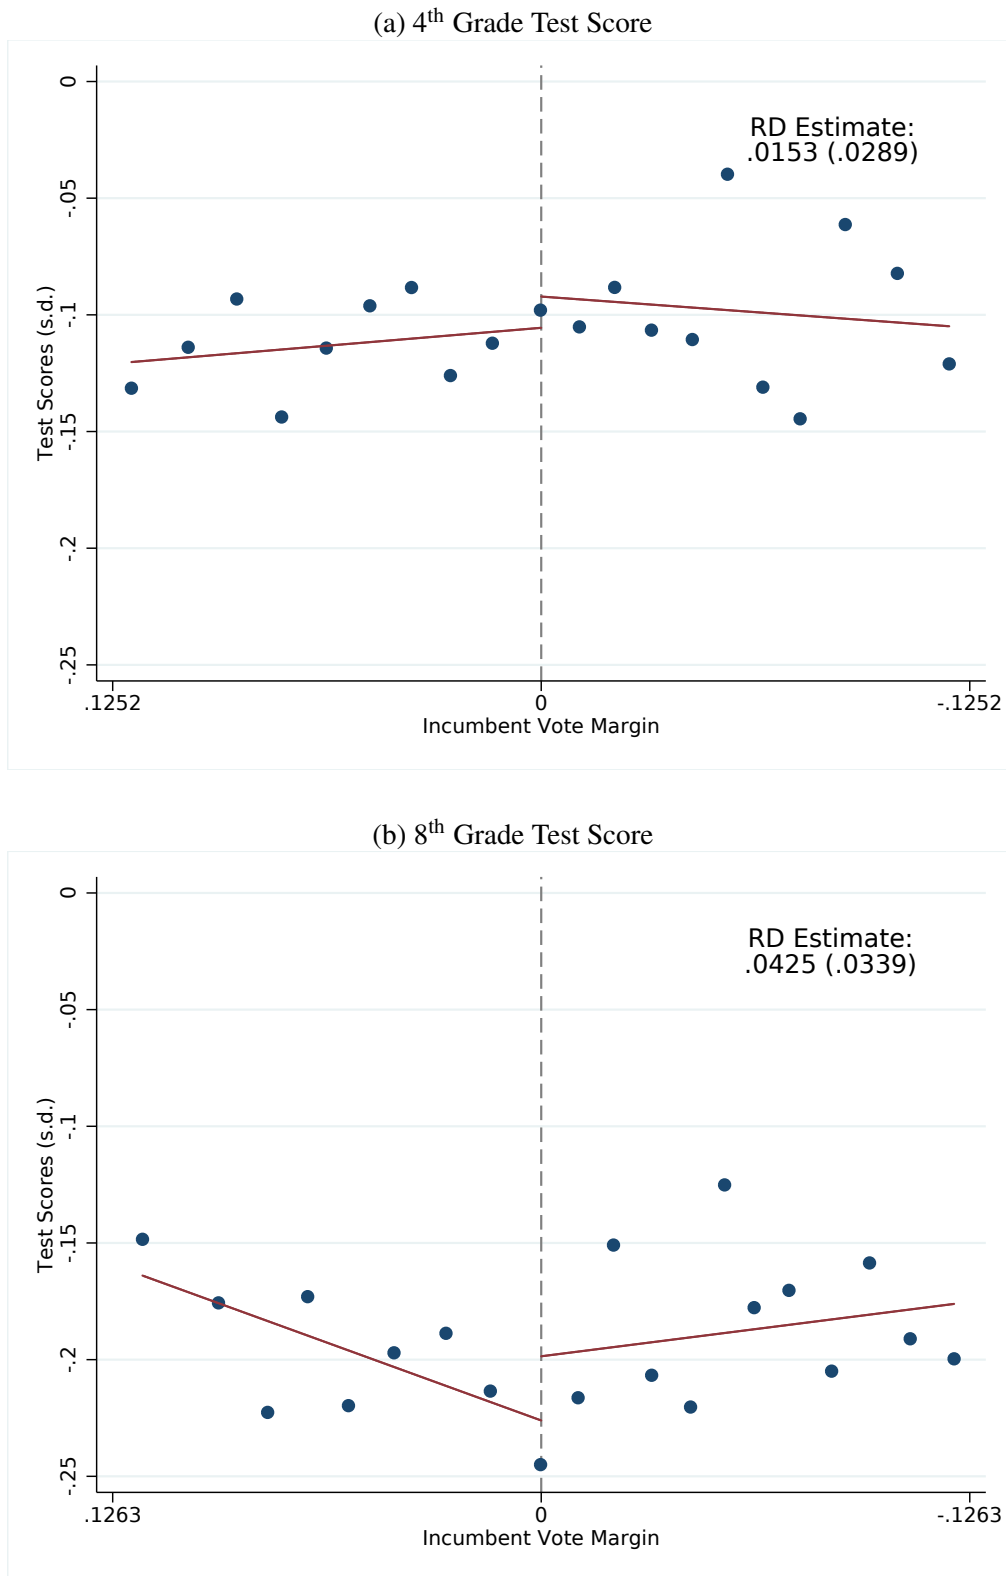 (a) 4th Grade Test Score
RD Estimate:
.0153 (.0289)
Test Scores (s.d.)
0
-.05
-.1
-.15
-.2
-.25
.1252
0
-.1252
Incumbent Vote Margin
(b) 8th Grade Test Score
RD Estimate:
.0425 (.0339)
Test Scores (s.d.)
0
-.05
-.1
-.15
-.2
-.25
.1263
0
-.1263
Incumbent Vote Margin